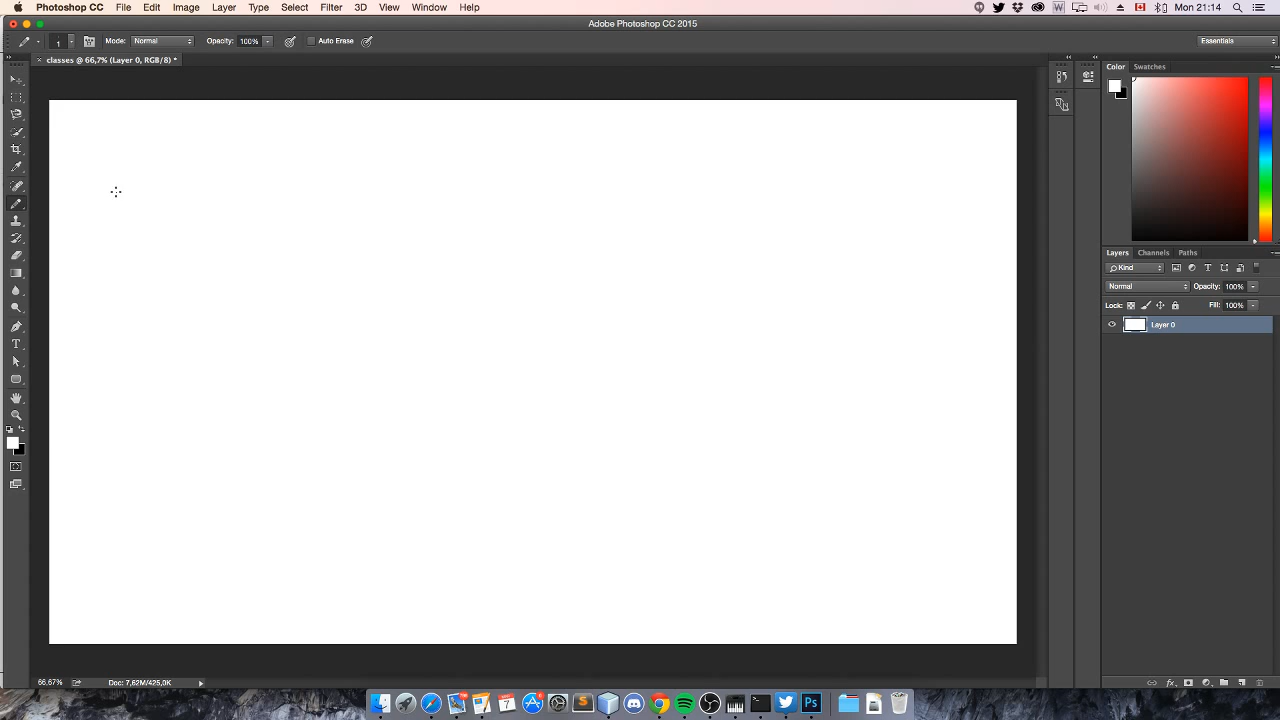 Photoshop CC File Edit Image Layer Type Select Filter 3D View Window Help Mon 21:14
Adobe Photoshop CC 2015
1 Mode: Normal Opacity: 100% Auto Erase Essentials
classes @ 66,7% (Layer 0, RGB/8) *
Color Swatches
Layers Channels Paths
Kind
Normal Opacity: 100%
Lock: Fill: 100%
Layer 0
66,67% Doc: 7,62M/425,0K